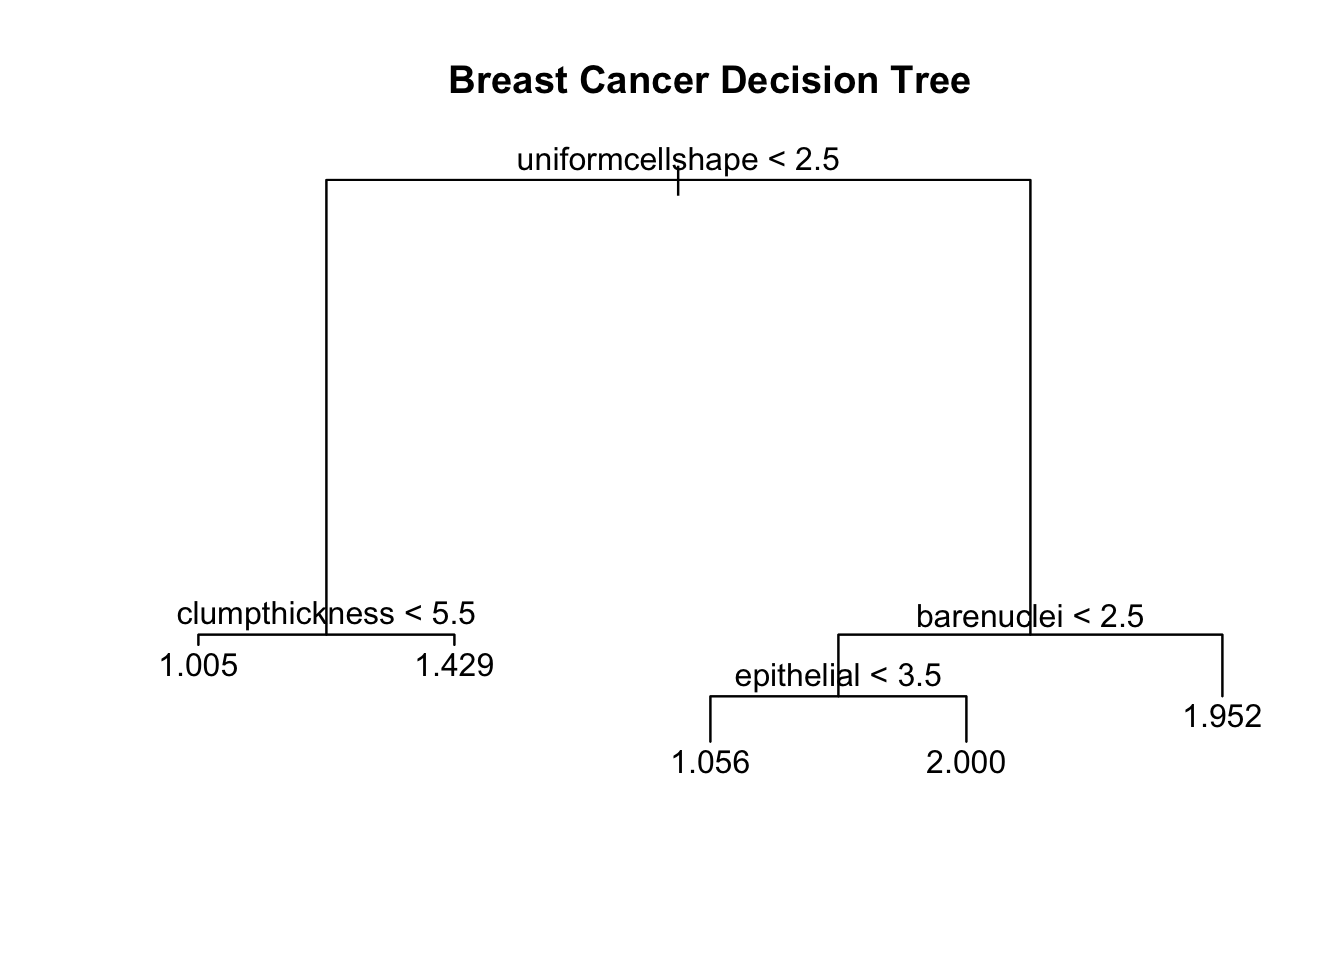 Breast Cancer Decision Tree
uniformcellshape < 2.5
clumpthickness < 5.5
barenuclei < 2.5
1.005
1.429
epithelial < 3.5
1.952
1.056
2.000